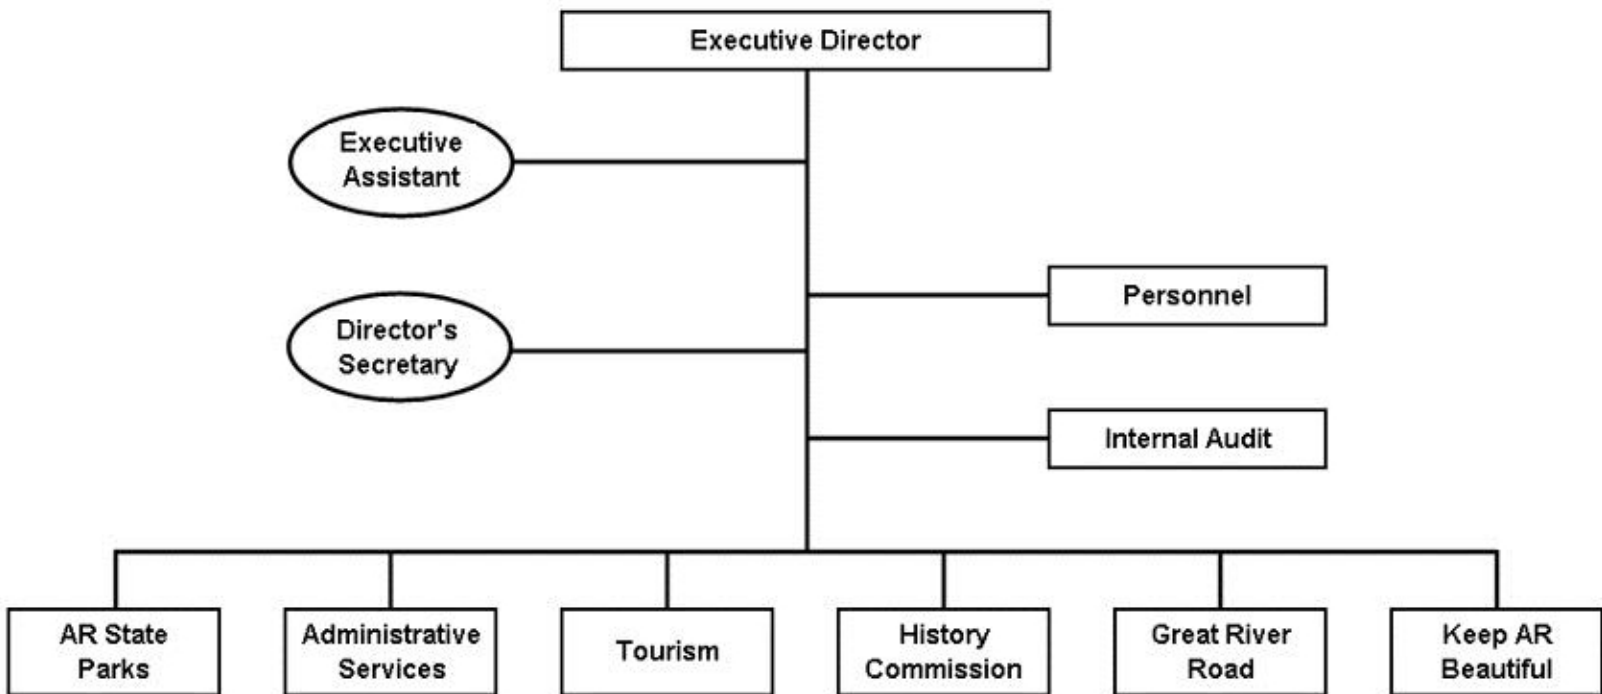 Executive Director
Executive
Assistant
Personnel
Director's
Secretary
Internal Audit
AR State
Parks
Administrative
Services
Tourism
History
Commission
Great River
Road
Keep AR
Beautiful